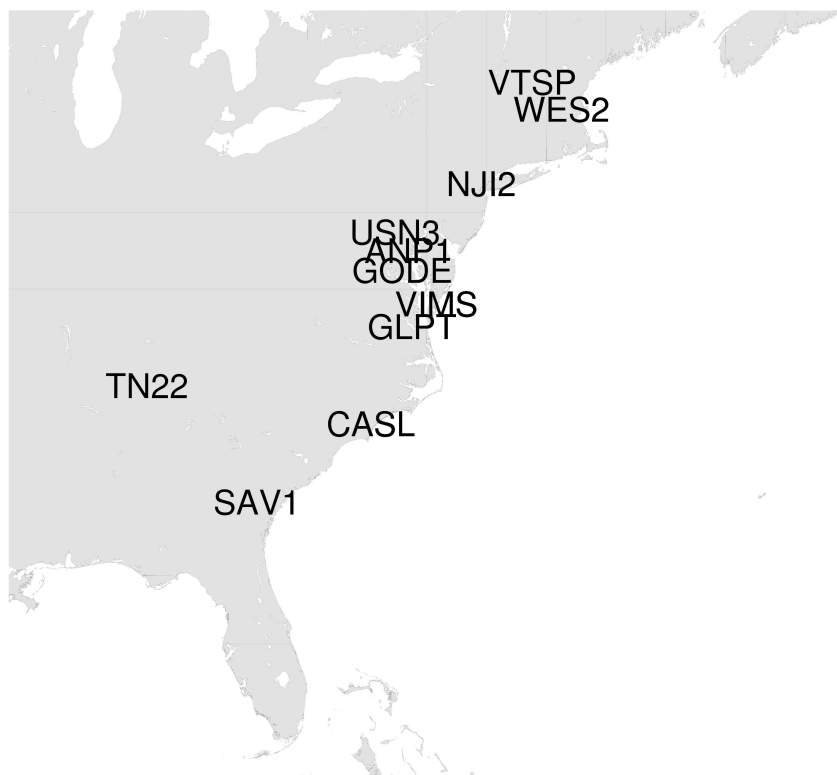 VTSP
WES2
NJI2
USN3
ANP1
GODE
VIMS
GLPT
TN22
CASL
SAV1